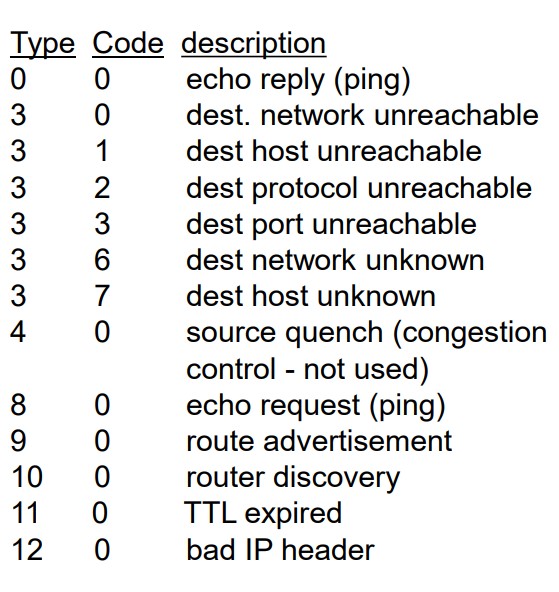 Type Code description
0 0 echo reply (ping)
3 0 dest. network unreachable
3 1 dest host unreachable
3 2 dest protocol unreachable
3 3 dest port unreachable
3 6 dest network unknown
3 7 dest host unknown
4 0 source quench (congestion
control - not used)
8 0 echo request (ping)
9 0 route advertisement
10 0 router discovery
11 0 TTL expired
12 0 bad IP header